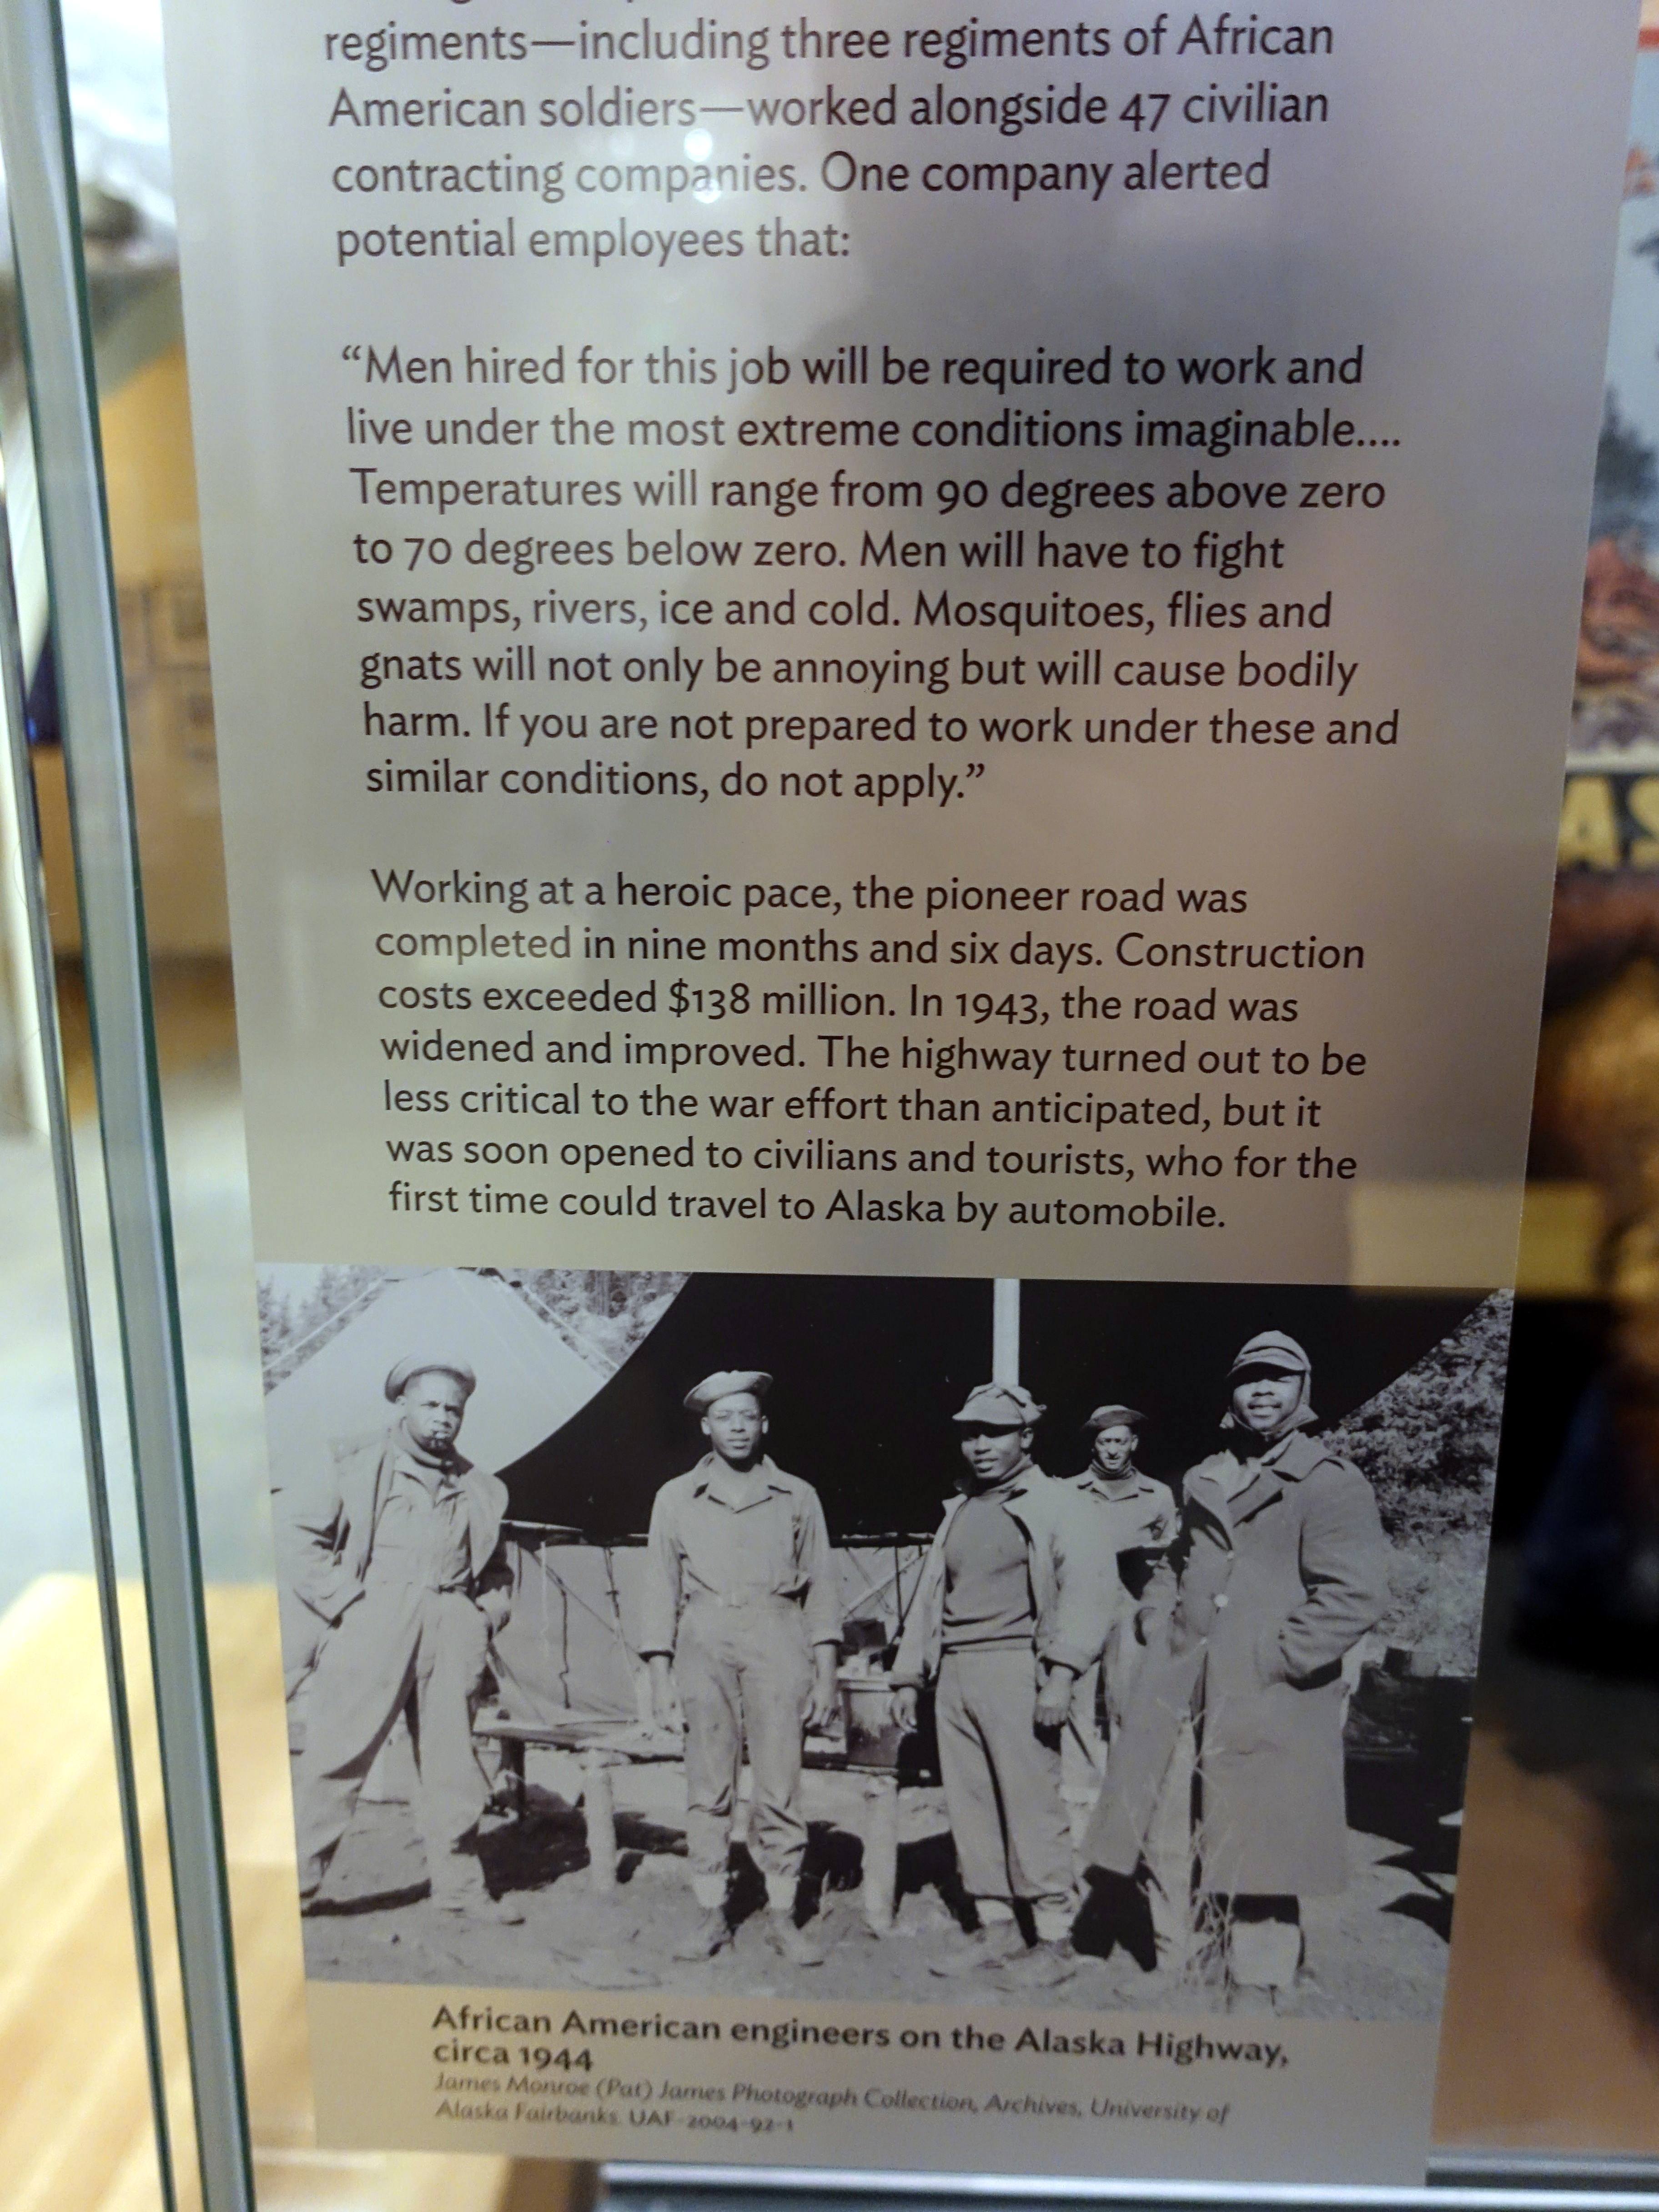 regiments—including three regiments of African
American soldiers—worked alongside 47 civilian
contracting companies. One company alerted
potential employees that:
“Men hired for this job will be required to work and
live under the most extreme conditions imaginable....
Temperatures will range from 90 degrees above zero
to 70 degrees below zero. Men will have to fight
swamps, rivers, ice and cold. Mosquitoes, flies and
gnats will not only be annoying but will cause bodily
harm. If you are not prepared to work under these and
similar conditions, do not apply.”
Working at a heroic pace, the pioneer road was
completed in nine months and six days. Construction
costs exceeded $138 million. In 1943, the road was
widened and improved. The highway turned out to be
less critical to the war effort than anticipated, but it
was soon opened to civilians and tourists, who for the
first time could travel to Alaska by automobile.
African American engineers on the Alaska Highway,
circa 1944
James Monroe (Pat) James Photograph Collection, Archives, University of
Alaska Fairbanks. UAF-2004-92-1